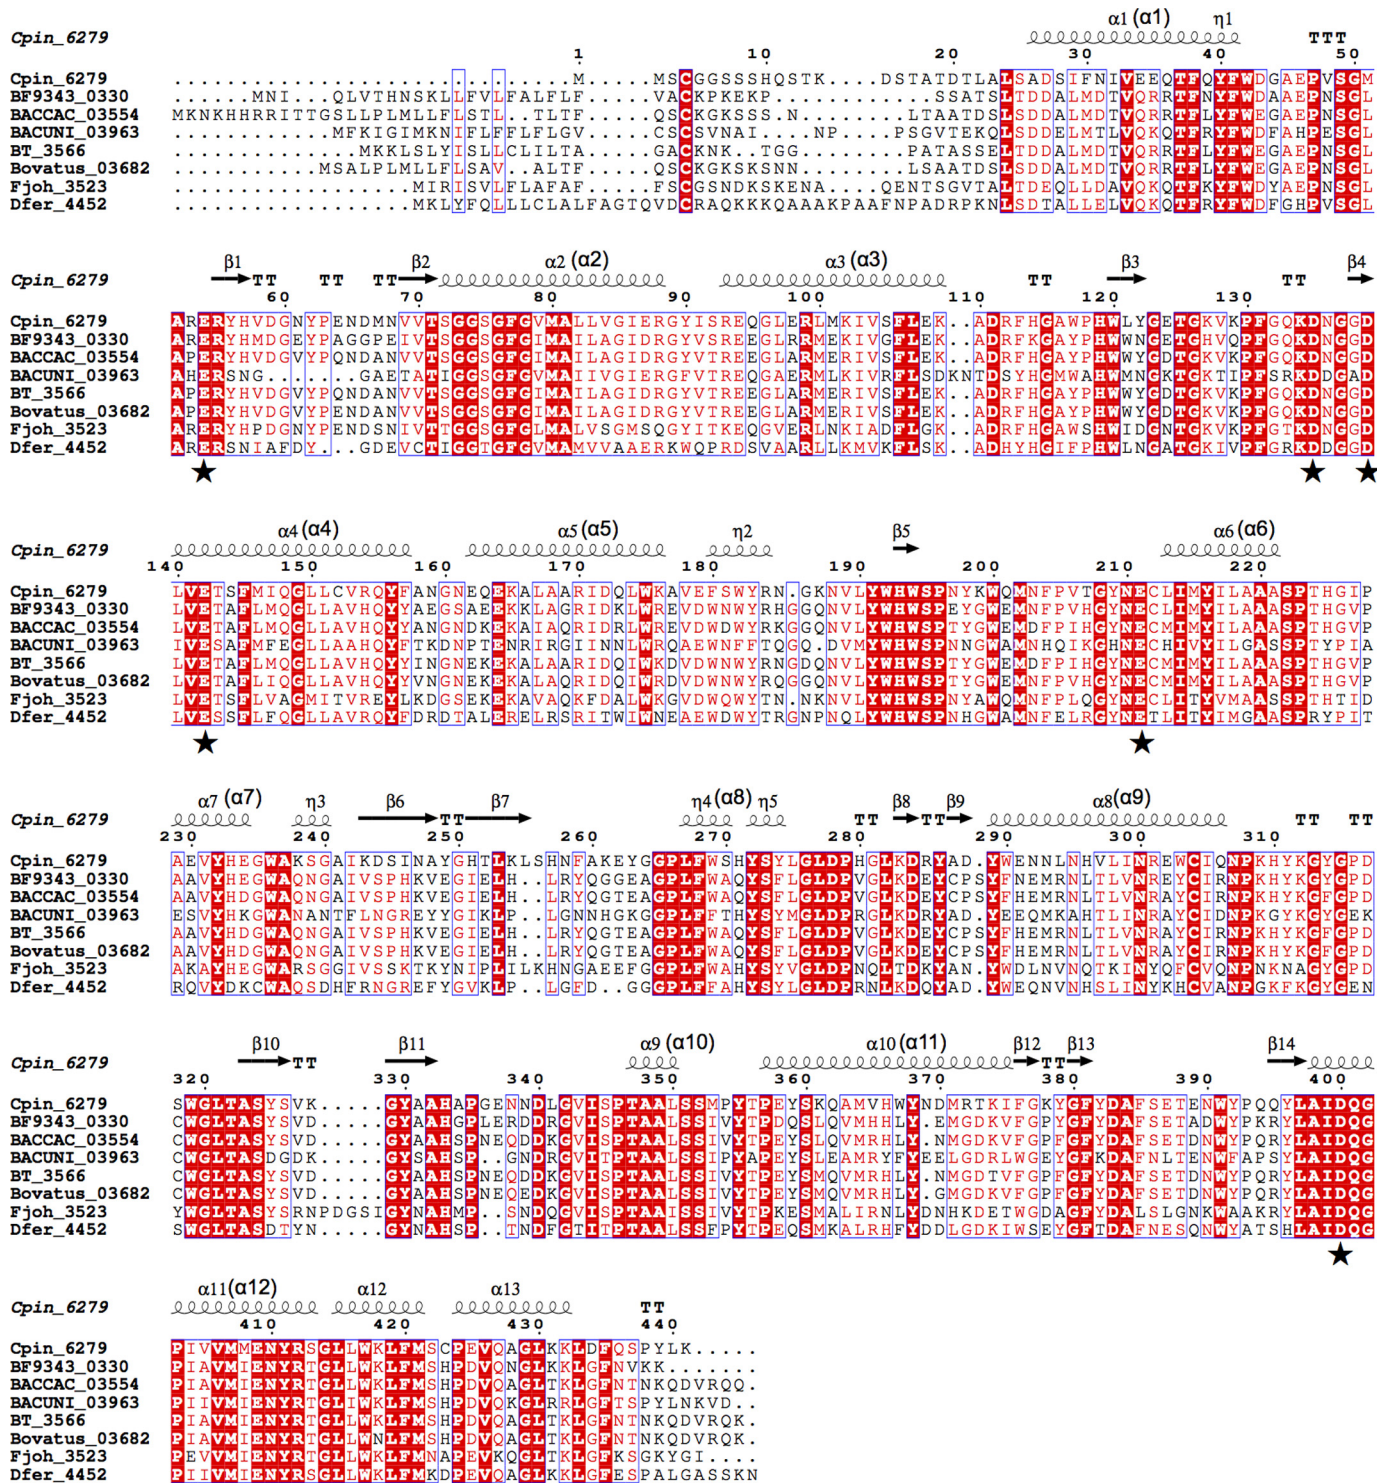 α1 (α1) η1
Cpin_6279 TTT
1 10 20 30 40 50
Cpin_6279 ..............................M.....MSCGGSSSHQSTK....DSTATDTLALSADSIFNIVEEQTFQYFWDGAEPVSGM
BF9343_0330 ......MNI...QLVTHNSKLLFVLFALFLF.....VACKPKEKP..........SSATSLTDDALMDTVQRRTFNYFWDAAEPNSGL
BACCAC_03554 MKNKHHRRITTGSLLPLMLLFLSTL..TLTF.....QSCKGKSSS.N.......LTAATDSLSDDALMDTVQRRTFLYFWEGAEPNSGL
BACUNI_03963 ..............MFKIGIMKNIFLFFLFLGV.....CSCSVNAI...NP.....PSGVTEKQLSDDELMTLVQKQTFRYFWDFAHPESGL
BT_3566 ..............MKKLSLYISLLCLILTA.....GACKNK..TGG......PATASSELTDDALMDTVQRRTFLYFWEGAEPNSGL
Bovatus_03682 ...........MSALPLMLLFLSAV..ALTF.....QSCKGKSKSNN.......LSAATDSLSDDALMDTVQRRTFLYFWDGAEPNSGL
Fjoh_3523 ..................MIRISVLFLAFAF.....FSCGSNDKSKENA....QENTSGVTALTDEQLLDAVQKQTFKYFWDYAEPNSGL
Dfer_4452 ..................MKLYFQLLLCLALFAGTQVDCRAQKKKQAAAKPAAFNPADRPKNLSDTALLELVQKQTFRYFWDFGHPVSGL
β1 TT TT TT β2 α2 (α2) α3 (α3) TT β3 TT β4
Cpin_6279
60 70 80 90 100 110 120 130
Cpin_6279 ARERYHVDGNYPENDMNVVTSGGSGFGVMALLVGIERGYISREQGLERLMKIVSFLEK..ADRFHGAWPHWLYGETGKVKPFGQKDNGGD
BF9343_0330 ARERYHMDGEYPAGGPEIVTSGGSGFGIMAILAGIDRGYVSREEGLRRMEKIVGFLEK..ADRFKGAYPHWWNGETGHVQPFGQKDNGGD
BACCAC_03554 APERYHVDGVYPQNDANVVTSGGSGFGIMAILAGIDRGYVTREEGLARMERIVSFLEK..ADRFHGAYPHWWYGDTGKVKPFGQKDNGGD
BACUNI_03963 AHERSNG.......GAETATIGGSGFGVMAIIVGIERGFVTREQGAERMLKIVRFLSDKNTDSYHGMWAHWMNGKTGKTIPFSRKDDGAD
BT_3566 APERYHVDGVYPQNDANVVTSGGSGFGIMAILAGIDRGYVTREEGLARMERIVSFLEK..ADRFHGAYPHWWYGDTGKVKPFGQKDNGGD
Bovatus_03682 APERYHVDGVYPENDANVVTSGGSGFGIMAILAGIDRGYVTREEGLARMERIVSFLEK..ADRFHGAYPHWWYGDTGKVKPFGQKDNGGD
Fjoh_3523 ARERYHPDGNYPENDSNIVTTGGSGFGLMALVSGMSQGYITKEQGVERLNKIADFLGK..ADRFHGAWSHWIDGNTGKVKPFGTKDNGGD
Dfer_4452 ARERSNIAFDY..GDEVCTIGGTGFGVMAMVVAAERKWQPRDSVAARLLKMVKFLSK..ADHYHGIFPHWLNGATGKIVPFGRKDDGGD
α4 (α4) α5 (α5) η2 β5 α6 (α6)
Cpin_6279
140 150 160 170 180 190 200 210 220
Cpin_6279 LVETSFMIQGLLCVRQYFANGNEQEKALAARIDQLWKAVEFSWYRN.GKNVLYWHWSPNYKWQMNFPVTGYNECLIMYILAAASPTHGIP
BF9343_0330 LVETAFLMQGLLAVHQYYAEGSAEEKKLAGRIDKLWREVDWNWYRHGGQNVLYWHWSPEYGWEMNFPVHGYNECMIMYILAAASPTHGVP
BACCAC_03554 LVETAFLMQGLLAVHQYYANGNDKEKAIAQRIDRLWREVDWDWYRKGGQNVLYWHWSPTYGWEMDFPIHGYNECMIMYILAAASPTHGVP
BACUNI_03963 IVESAFMFEGLLAAHQYFTKDNPTENRIRGIINNLWRQAEWNFFTQGQ.DVMYWHWSPNNGWAMNHQIKGHNECHIVYILGASSPTYPIA
BT_3566 LVETAFLMQGLLAVHQYYINGNEKEKALAARIDQIWKDVDWNWYRNGDQNVLYWHWSPTYGWEMDFPIHGYNECMIMYILAAASPTHGVP
Bovatus_03682 LVETAFLIQGLLAVHQYYVNGNEKEKALAQRIDQIWRDVDWNWYRQGGQNVLYWHWSPTYGWEMNFPIHGYNECMIMYILAAASPTHGVP
Fjoh_3523 LVETSFLVAGMITVREYLKDGSEKEKAVAQKFDALWKGVDWQWYTN.NKNVLYWHWSPNYAWQMNFPLQGYNECLITYVMAASSPTHTID
Dfer_4452 LVESSFLFQGLLAVRQYFDRDTALERELRSRITWIWNEAEWDWYTRGNPNQLYWHWSPNHGWAMNFELRGYNETLITYIMGAASPRYPIT
α7 (α7) η3 β6 TT β7 η4 (α8) η5 TT β8 TT β9 α8 (α9) TT TT
Cpin_6279
230 240 250 260 270 280 290 300 310
Cpin_6279 AEVYHEGWAKSGAIKDSINAYGHTLKLSHNFAKEYGGPLFWSHYSYLGLDPHGLKDRYAD.YWENNLNHVLINREWCIQNPKHYKGYGPD
BF9343_0330 AAVYHEGWAQNGAIVSPHKVEGIELH..LRYQGGEAGPLFWAQYSFLGLDPVGLKDEYCPSYFNEMRNLTLVNREYCIRNPKHYKGFGPD
BACCAC_03554 AAVYHDGWAQNGAIVSPHKVEGIELH..LRYQGTEAGPLFWAQYSFLGLDPVGLKDEYCPSYFHEMRNLTLVNRAYCIRNPKHYKGFGPD
BACUNI_03963 ESVYHKGWANANTFLNGREYYGIKLP..LGNNHGKGGPLFFTHYSYMGLDPRGLKDRYAD.YEEQMKAHTLINRAYCIDNPKGYKGYGEK
BT_3566 AAVYHDGWAQNGAIVSPHKVEGIELH..LRYQGTEAGPLFWAQYSFLGLDPVGLKDEYCPSYFHEMRNLTLVNRAYCIRNPKHYKGFGPD
Bovatus_03682 AAVYHDGWAQNGAIVSPHKVEGIELH..LRYQGTEAGPLFWAQYSFLGLDPVGLKDEYCPSYFHEMRNLTLVNRAYCIRNPKHYKGFGPD
Fjoh_3523 AKAYHEGWARSGGIVSSKTKYNIPLILKHNGAEEFGGPLFWAHYSYVGLDPNQLTDKYAN.YWDLNVNQTKINYQFCVQNPNKNAGYGPD
Dfer_4452 RQVYDKCWAQSDHFRNGREFYGVKLP..LGFD..GGGPLFFAHYSYLGLDPRNLKDQYAD.YWEQNVNHSLINYKHCVANPGKFKGYGEN
β10 TT β11 α9 (α10) α10 (α11) β12 TT β13 β14
Cpin_6279
320 330 340 350 360 370 380 390 400
Cpin_6279 SWGLTASYSVK.....GYAAHAPGENNDLGVISPTAALSSMPYTPEYSKQAMVHWYNDMRTKIFGKYGFYDAFSETENWYPQQYLAIDQG
BF9343_0330 CWGLTASYSVD.....GYAAHGPLERDDRGVISPTAALSSIVYTPDQSLQVMHHLY.EMGDKVFGPYGFYDAFSETADWYPKRYLAIDQG
BACCAC_03554 CWGLTASYSVD.....GYAAHSPNEQDDKGVISPTAALSSIVYTPEYSMQVMRHLY.NMGDKVFGPYGFYDAFSETDNWYPQRYLAIDQG
BACUNI_03963 CWGLTASDGDK.....GYSAHSP..GNDRGVITPTAALSSIPYAPEYSLEAMRYFYEELGDRLWGEYGFKDAFNLTENWFAPSYLAIDQG
BT_3566 CWGLTASYSVD.....GYAAHSPNEQDDKGVISPTAALSSIVYTPEYSMQVMRHLY.NMGDTVFGPFGFYDAFSETDNWYPQRYLAIDQG
Bovatus_03682 CWGLTASYSVD.....GYAAHSPNEQEDKGVISPTAALSSIVYTPEYSMQVMRHLY.GMGDKVFGPFGFYDAFSETDNWYPQRYLAIDQG
Fjoh_3523 YWGLTASYSRNPDGSIGYNAHMP..SNDQGVISPTAAISSIVYTPKESMALIRNLYDNHKDETWGDAGFYDALSLGNKWAAKRYLAIDQG
Dfer_4452 SWGLTASDTYN.....GYNAHSP..TNDFGTITPTAALSSFPYTPEQSMKALRHFYDDLGDKIWSEYGFTDAFNESQNWYATSHLAIDQG
α11(α12) α12 α13 TT
Cpin_6279
410 420 430 440
Cpin_6279 PIVVMMENYRSGLLWKLFMSCPEVQAGLKKLDFQSPYLK.....
BF9343_0330 PIAVMIENYRTGLLWKLFMSHPDVQNGLKKLGFNVKK.......
BACCAC_03554 PIAVMIENYRTGLLWKLFMSHPDVQAGLTKLGFNTNKQDVRQQ.
BACUNI_03963 PIIVMIENYRTGLIWKLFMSHPDVQKGLRRLGFTSPYLNKVD..
BT_3566 PIAVMIENYRTGLLWKLFMSHPDVQAGLTKLGFNTNKQDVRQK.
Bovatus_03682 PIAVMIENYRTGLLWNLFMSHPDVQAGLTKLGFNTNKQDVRQK.
Fjoh_3523 PEVVMIENYRTGLLWKLFMNAPEVKQGLTKLGFKSGKYGI....
Dfer_4452 PIIVMIENYRSGLLWKLFMKDPEVQAGLKKLGFESPALGASSKN